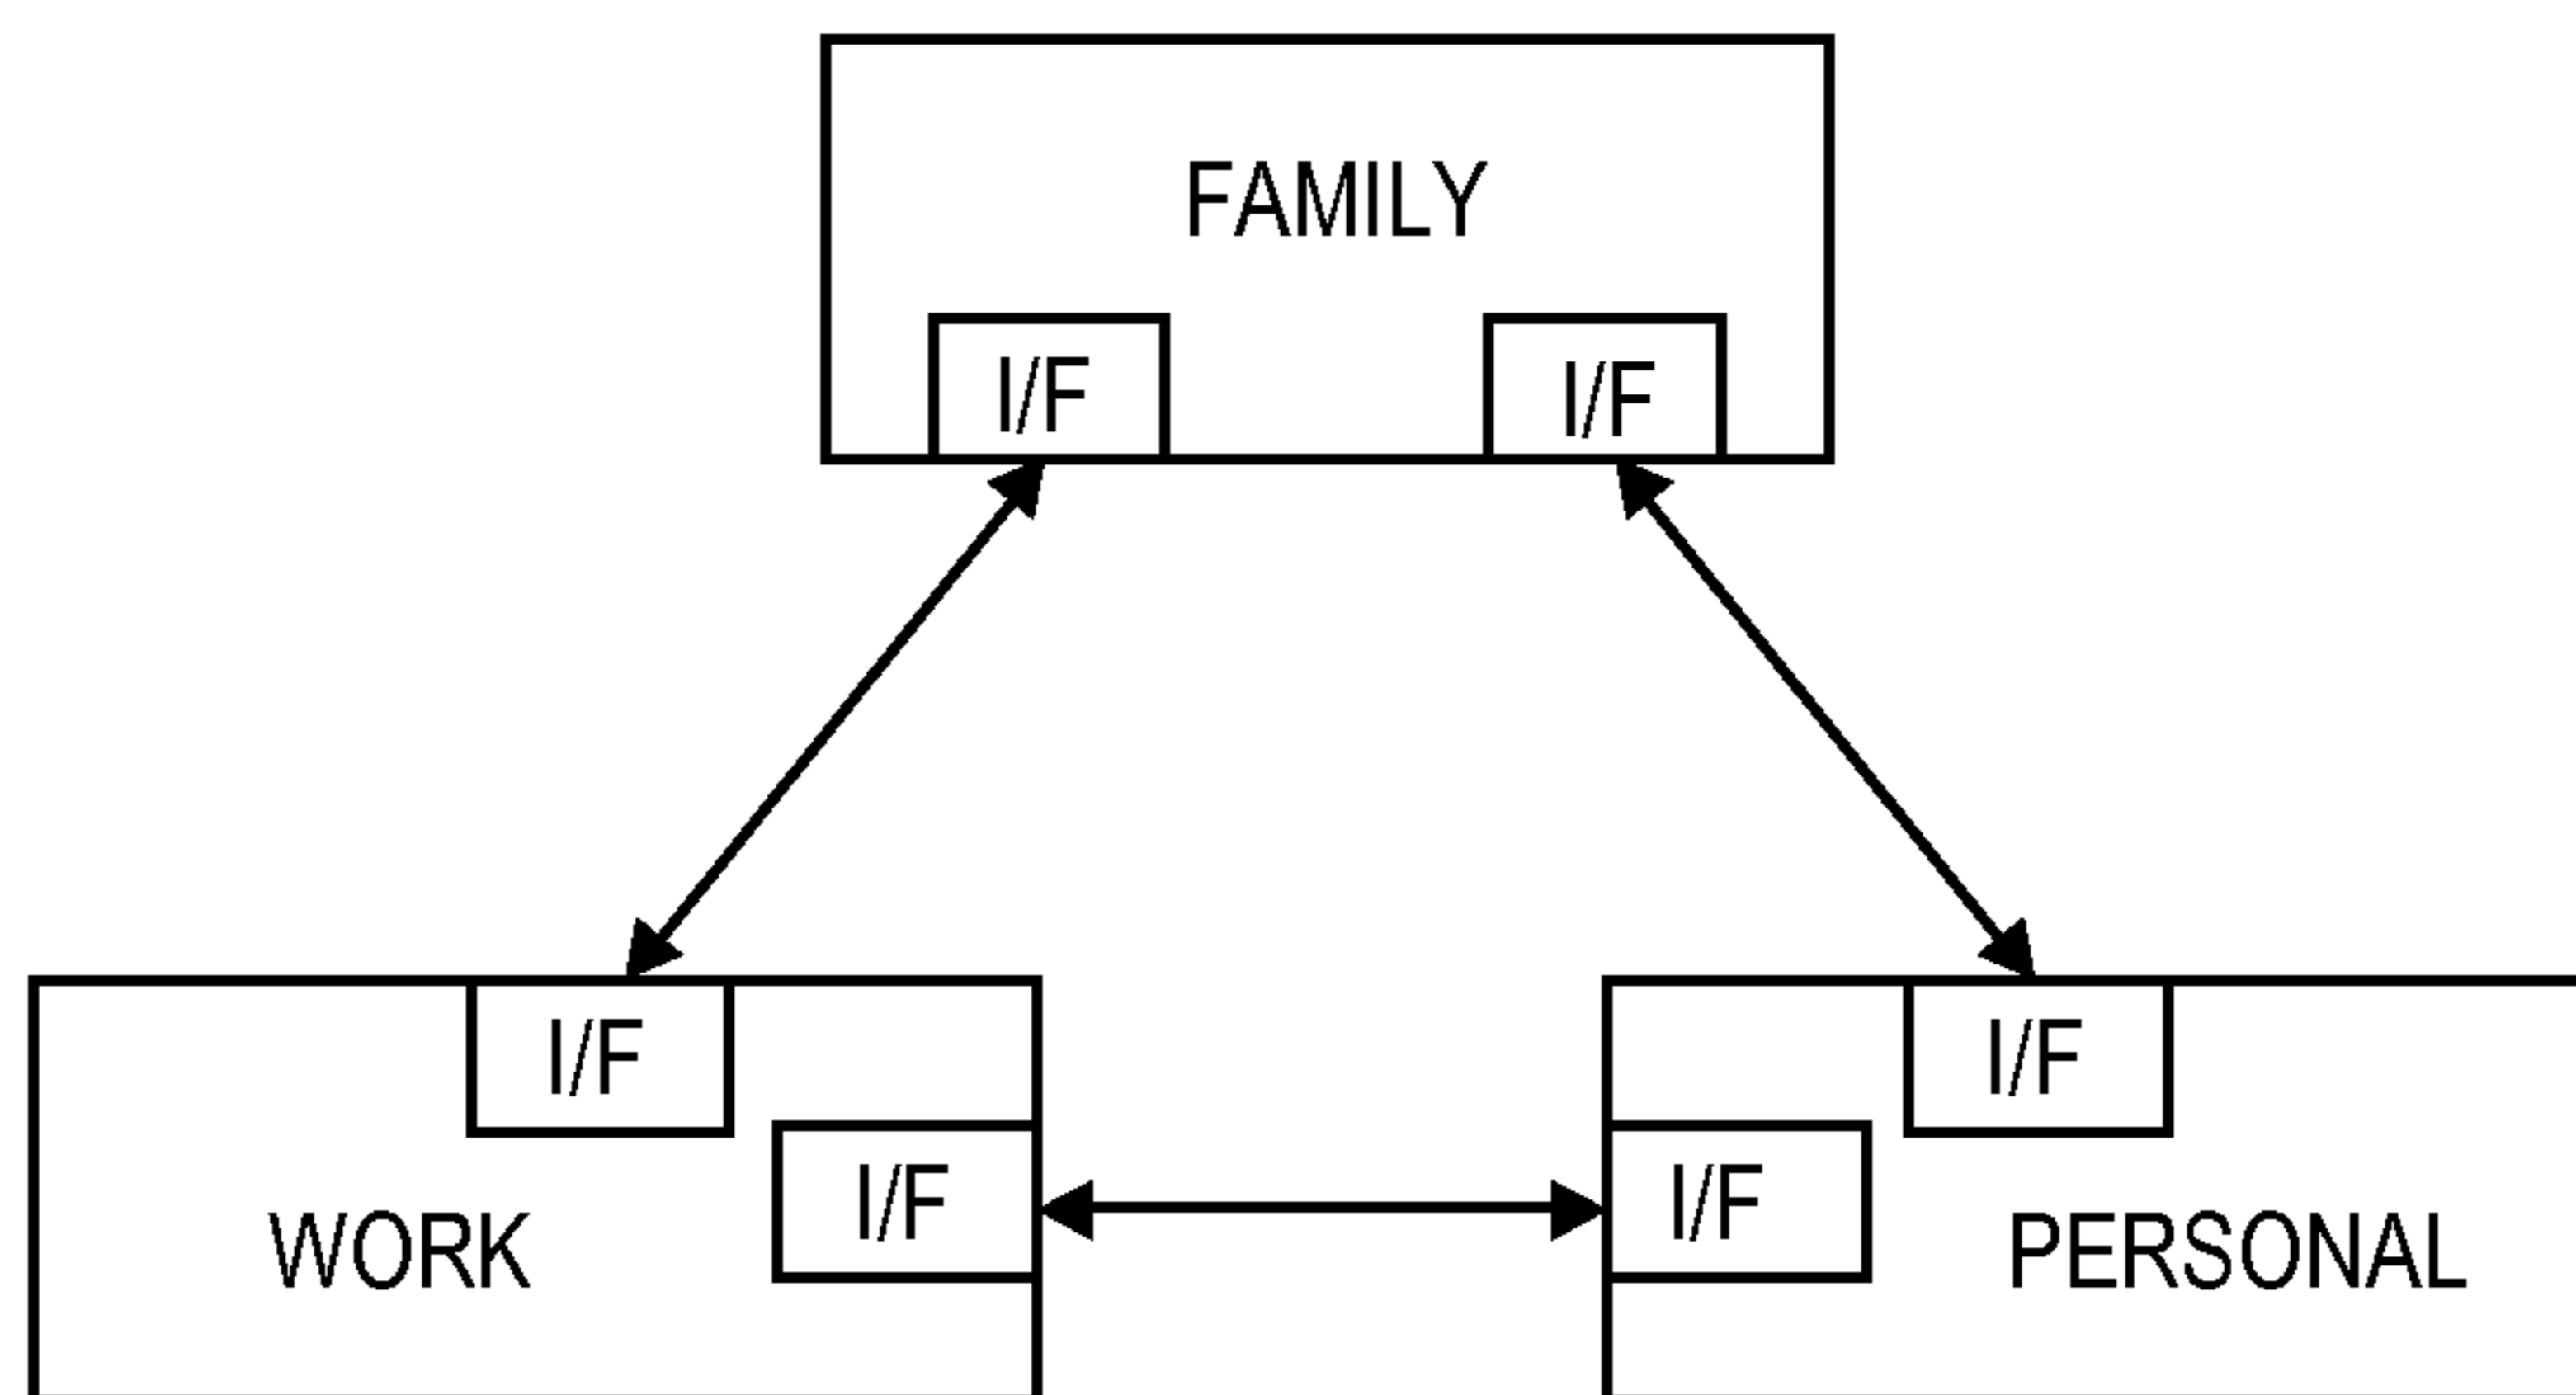 FAMILY
I/F
I/F
I/F
I/F
WORK
I/F
I/F
PERSONAL